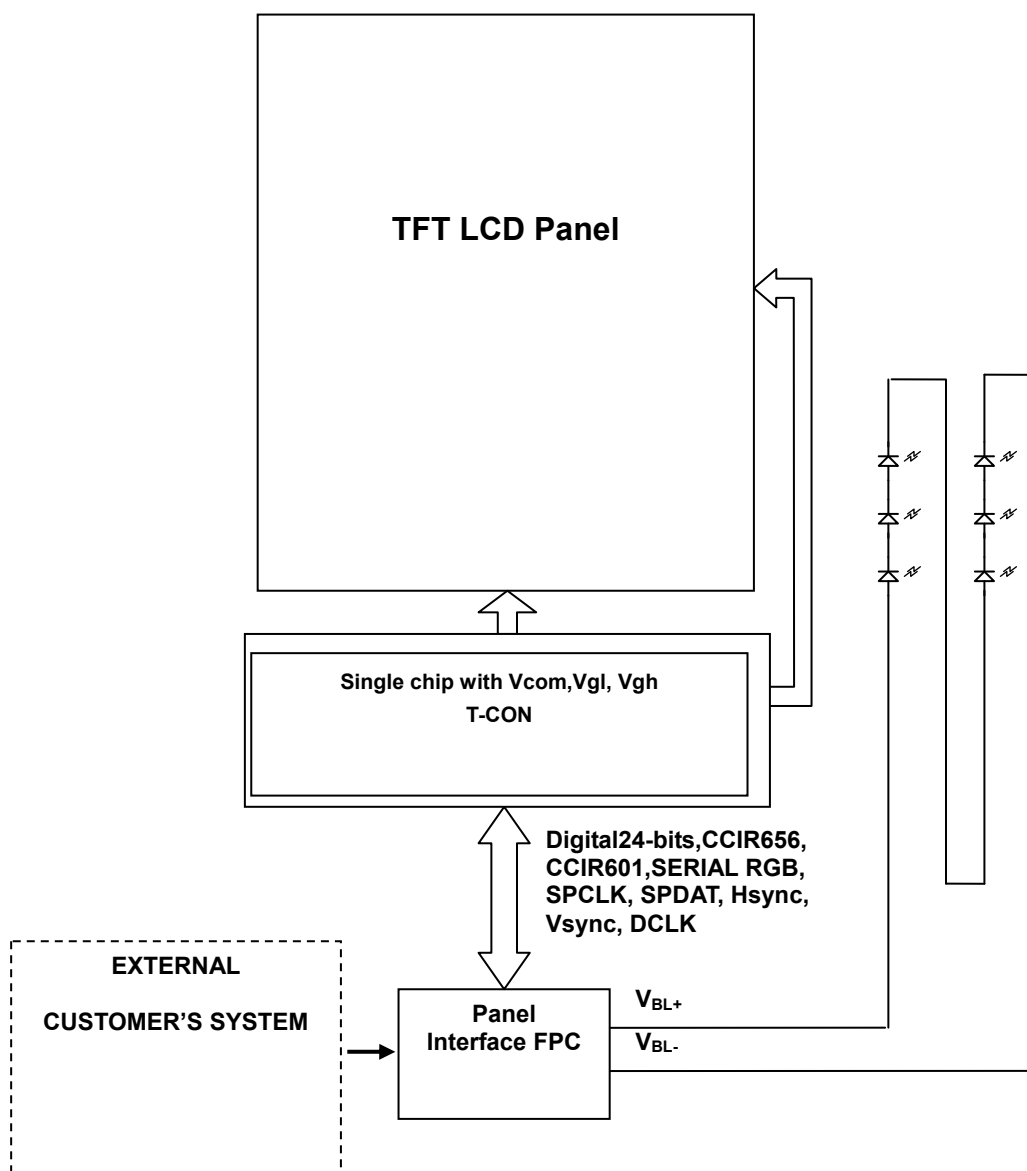 TFT LCD Panel
Single chip with Vcom,Vgl, Vgh
T-CON
Digital24-bits,CCIR656,
CCIR601,SERIAL RGB,
SPCLK, SPDAT, Hsync,
Vsync, DCLK
EXTERNAL
CUSTOMER’S SYSTEM
Panel
Interface FPC
VBL+
VBL-